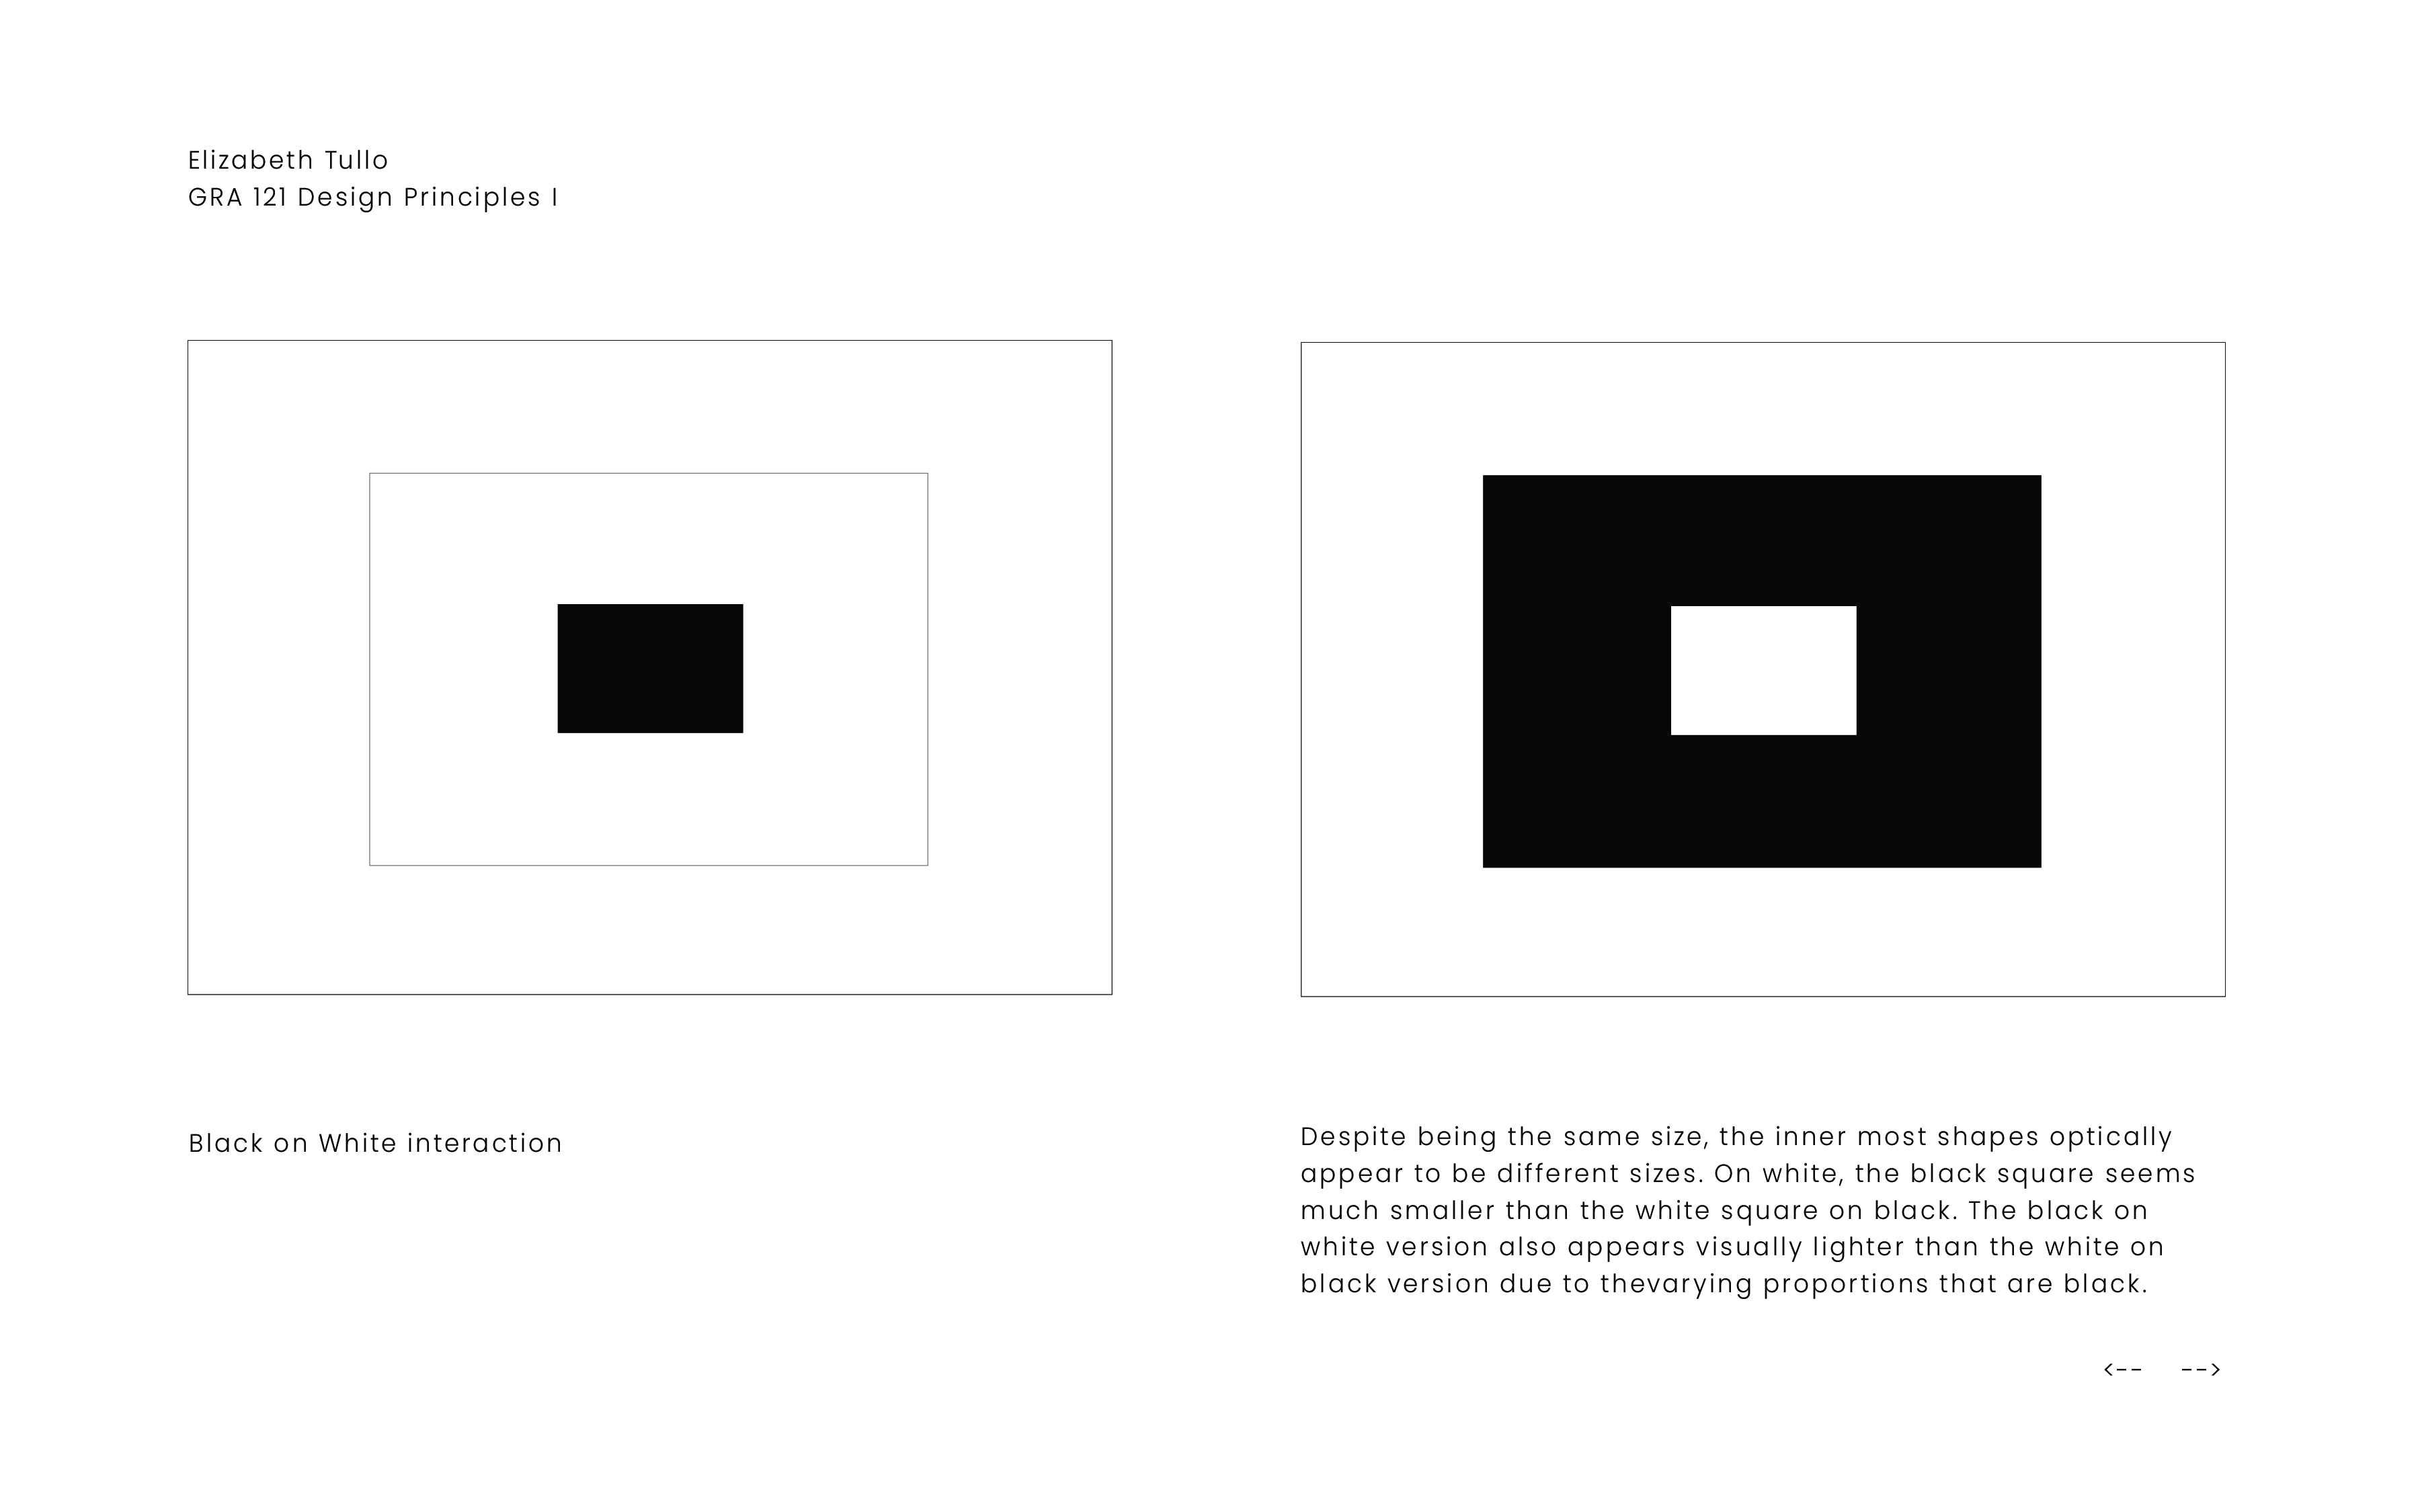 Elizabeth Tullo
GRA 121 Design Principles I
Black on White interaction
Despite being the same size, the inner most shapes optically
appear to be different sizes. On white, the black square seems
much smaller than the white square on black. The black on
white version also appears visually lighter than the white on
black version due to thevarying proportions that are black.
<-- -->